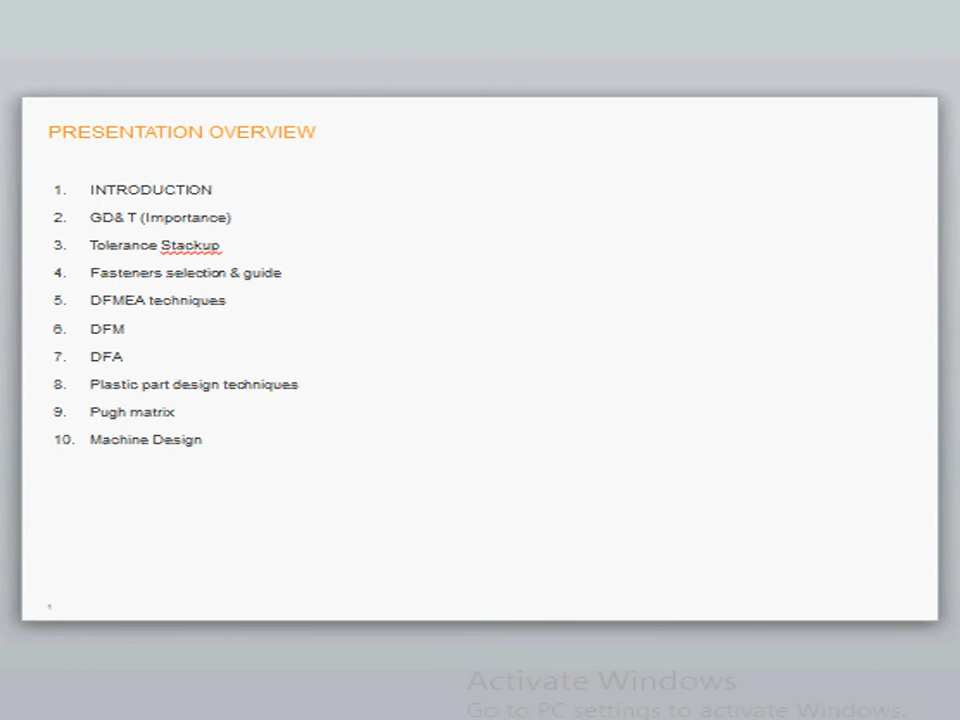 PRESENTATION OVERVIEW
1. INTRODUCTION
2. GD& T (Importance)
3. Tolerance Stackup
4. Fasteners selection & guide
5. DFMEA techniques
6. DFM
7. DFA
8. Plastic part design techniques
9. Pugh matrix
10. Machine Design
Activate Windows
Go to PC settings to activate Windows.